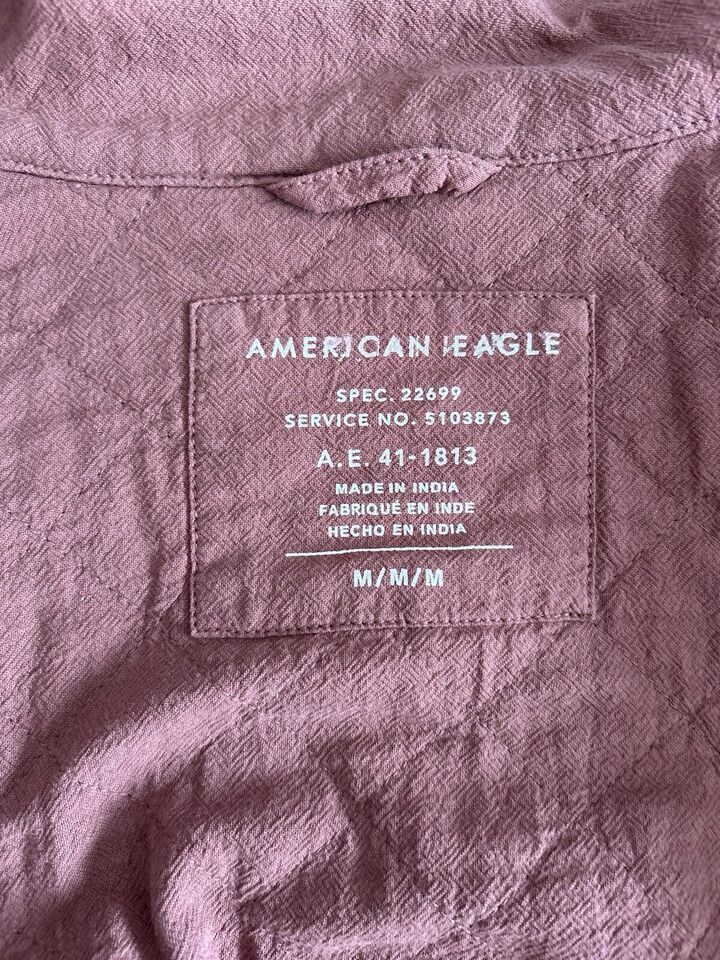 AMERICAN EAGLE
SPEC. 22699
SERVICE NO. 5103873
A.E. 41-1813
MADE IN INDIA
FABRIQUÉ EN INDE
HECHO EN INDIA
M/M/M